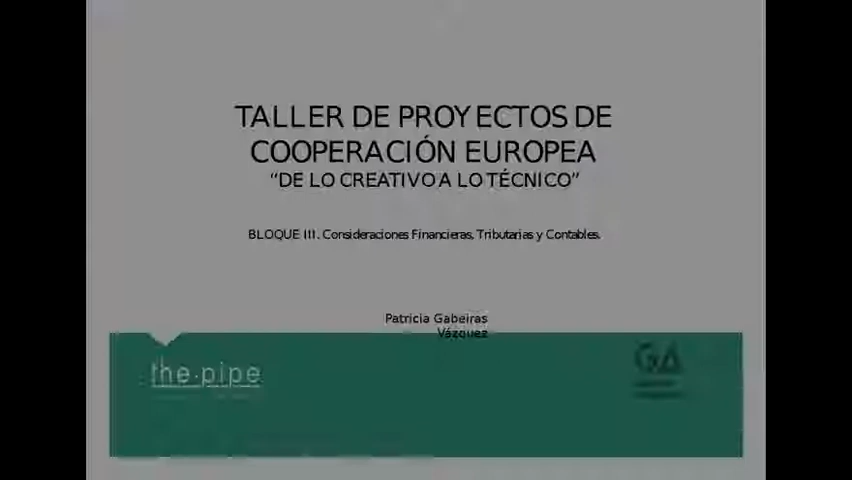 TALLER DE PROYECTOS DE
COOPERACIÓN EUROPEA
“DE LO CREATIVO A LO TÉCNICO”
BLOQUE III. Consideraciones Financieras, Tributarias y Contables.
Patricia Gabeiras
Vázquez
the·pipe
GA